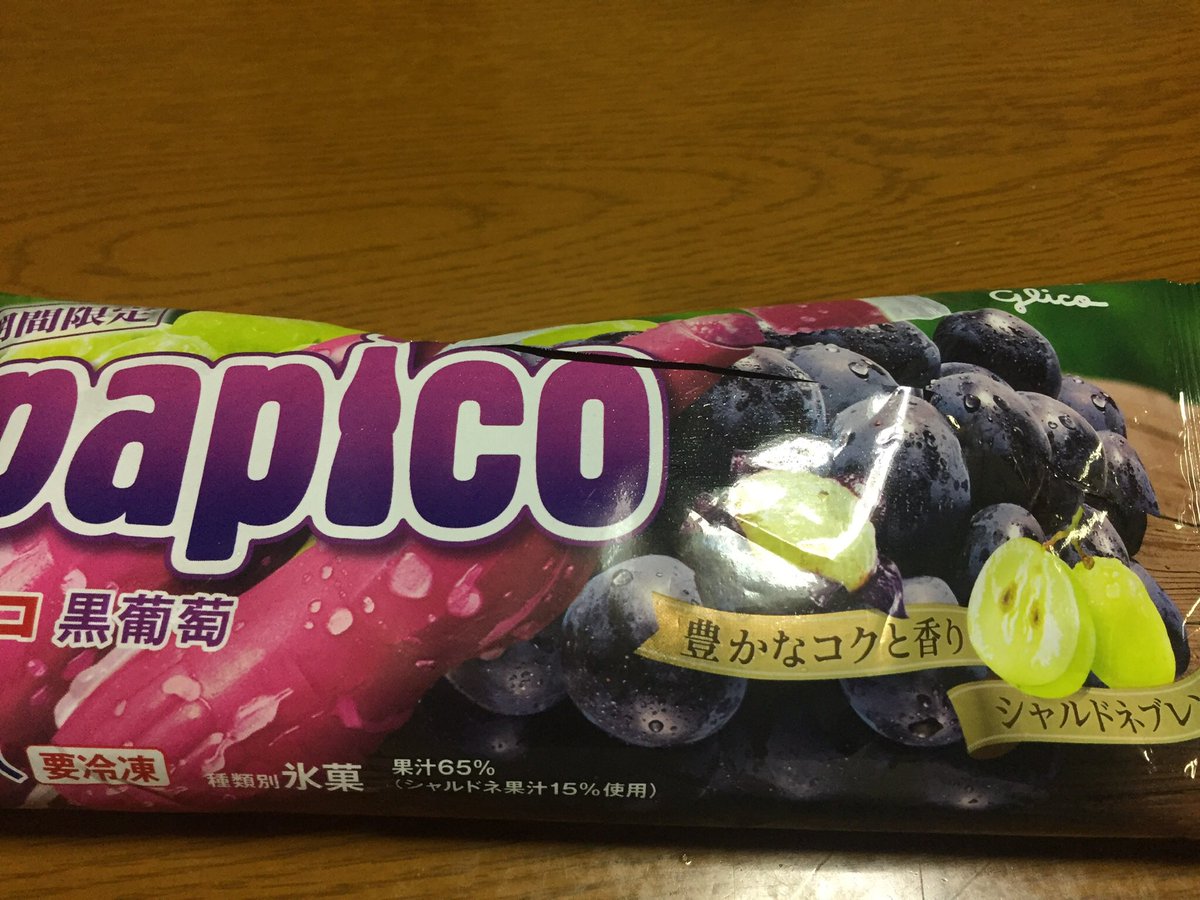 Glico
期間限定
papico
コ 黒葡萄
豊かなコクと香り
シャルドネブレ
要冷凍
種類別 氷菓
果汁65%
(シャルドネ果汁15%使用)